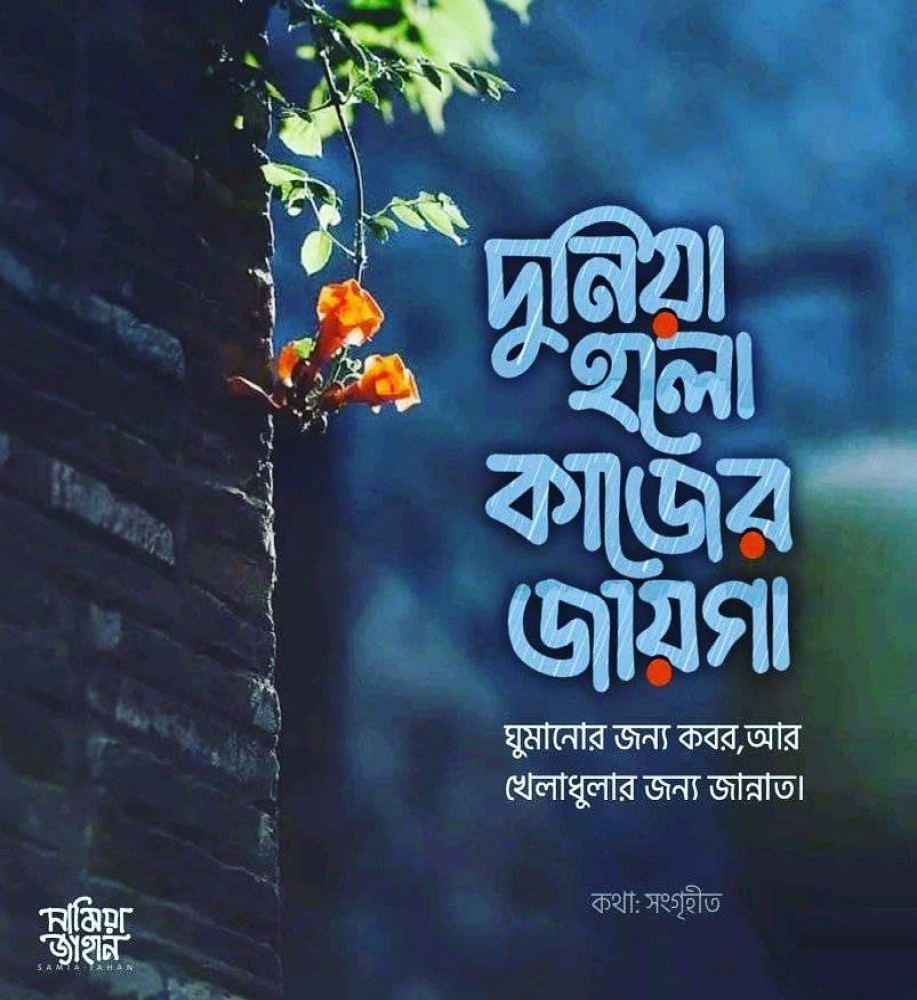 দুনিয়া
হলো
কাজের
জায়গা
ঘুমানোর জন্য কবর,আর
খেলাধুলার জন্য জান্নাত।
কথা: সংগৃহীত
সামিয়া
জাহান
SAMIA JAHAN